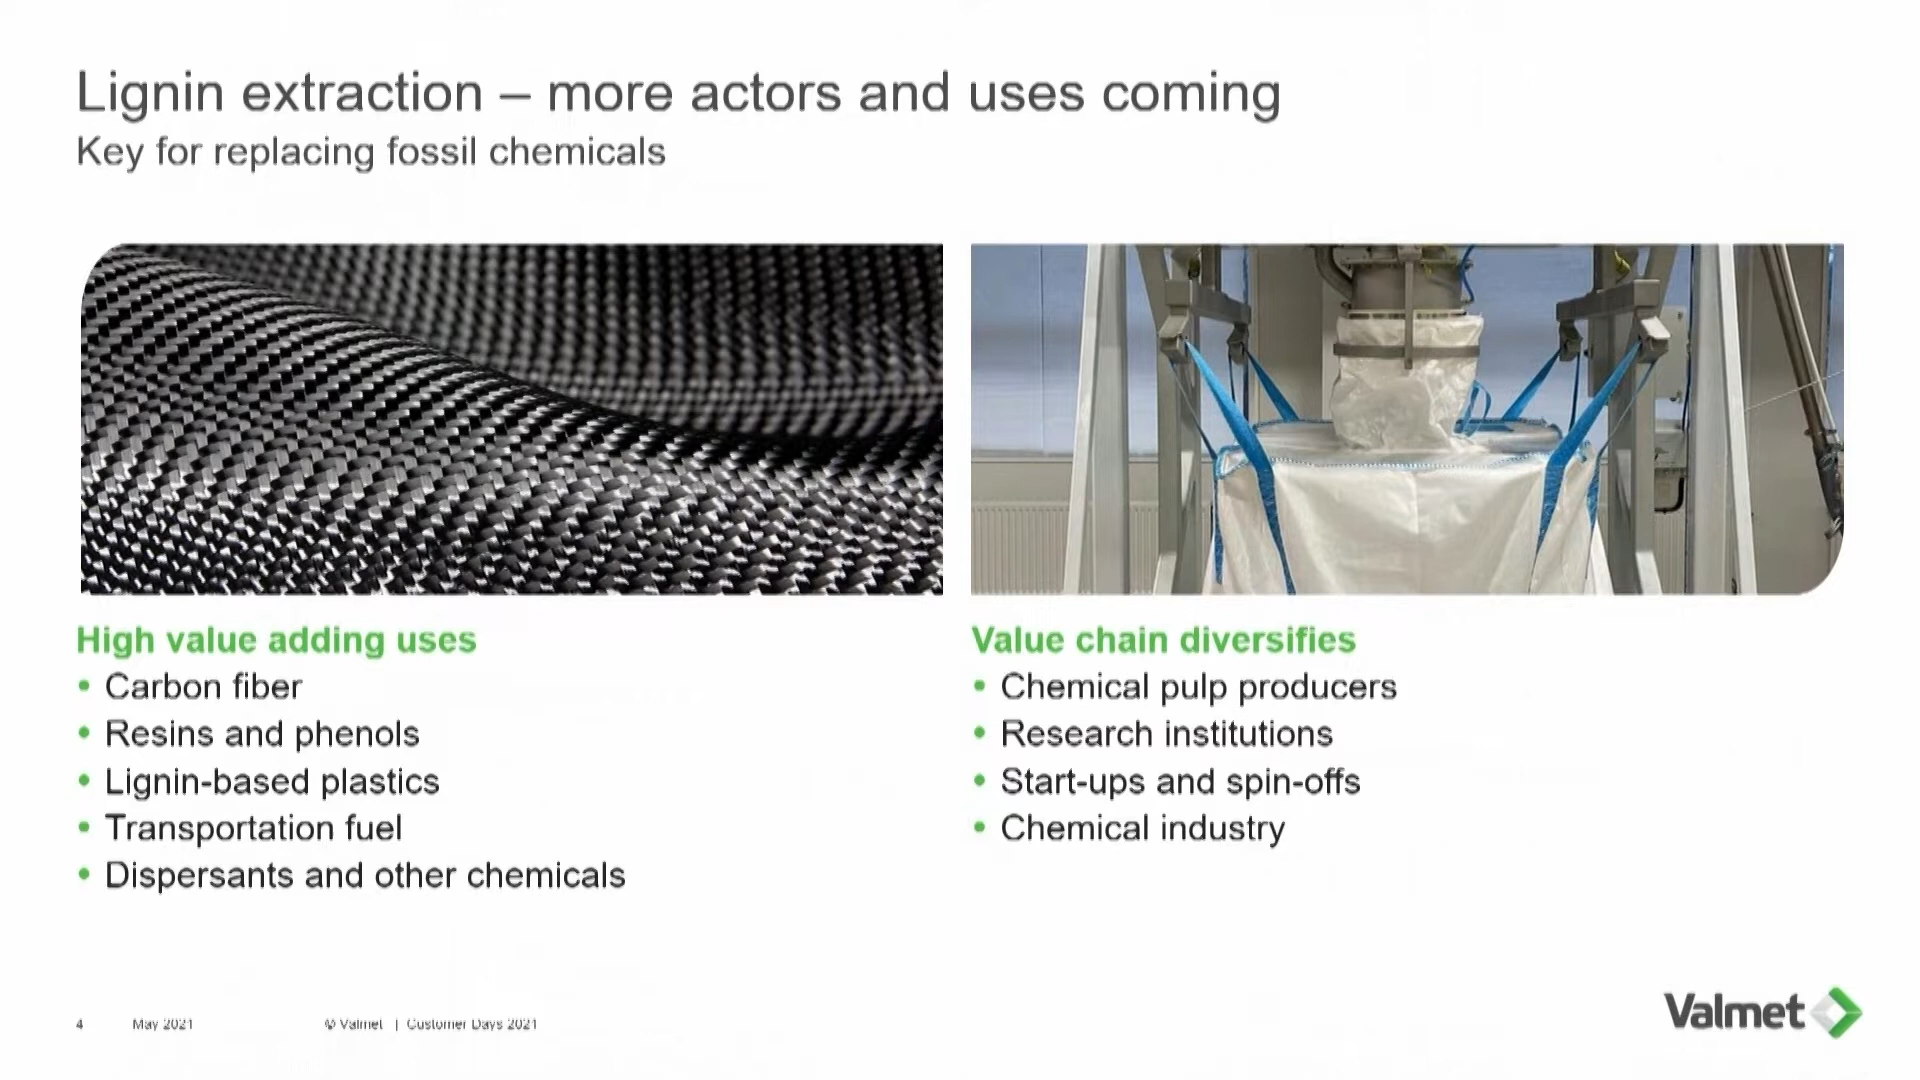 Lignin extraction – more actors and uses coming
Key for replacing fossil chemicals
High value adding uses
• Carbon fiber
• Resins and phenols
• Lignin-based plastics
• Transportation fuel
• Dispersants and other chemicals
Value chain diversifies
• Chemical pulp producers
• Research institutions
• Start-ups and spin-offs
• Chemical industry
4 May 2021 © Valmet | Customer Days 2021
Valmet